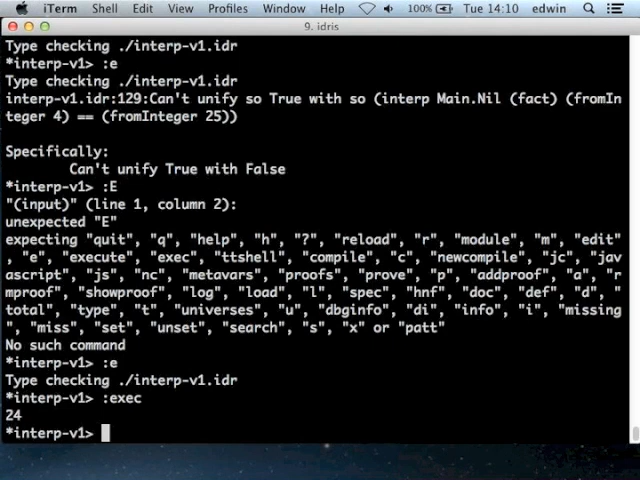 iTerm Shell Edit View Profiles Window Help 100% Tue 14:10 edwin
9. idris
Type checking ./interp-v1.idr
*interp-v1> :e
Type checking ./interp-v1.idr
interp-v1.idr:129:Can't unify so True with so (interp Main.Nil (fact) (fromIn
teger 4) == (fromInteger 25))
Specifically:
Can't unify True with False
*interp-v1> :E
"(input)" (line 1, column 2):
unexpected "E"
expecting "quit", "q", "help", "h", "?", "reload", "r", "module", "m", "edit"
, "e", "execute", "exec", "ttshell", "compile", "c", "newcompile", "jc", "jav
ascript", "js", "nc", "metavars", "proofs", "prove", "p", "addproof", "a", "r
mproof", "showproof", "log", "load", "l", "spec", "hnf", "doc", "def", "d", "
total", "type", "t", "universes", "u", "dbginfo", "di", "info", "i", "missing
", "miss", "set", "unset", "search", "s", "x" or "patt"
No such command
*interp-v1> :e
Type checking ./interp-v1.idr
*interp-v1> :exec
24
*interp-v1>